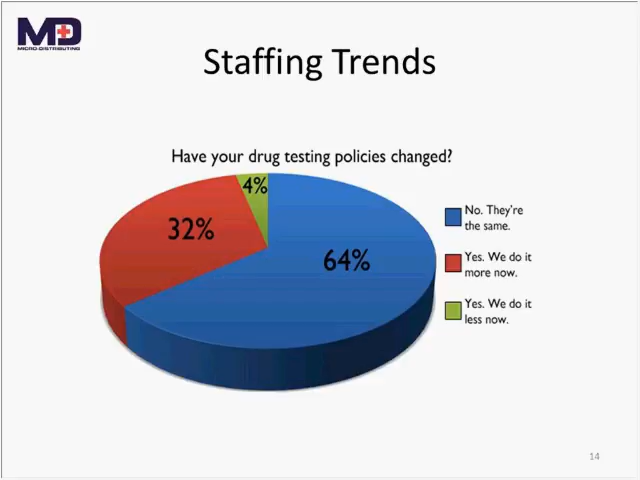 MD
MICRO-DISTRIBUTING
Staffing Trends
Have your drug testing policies changed?
4%
32%
64%
No. They're
the same.
Yes. We do it
more now.
Yes. We do it
less now.
14